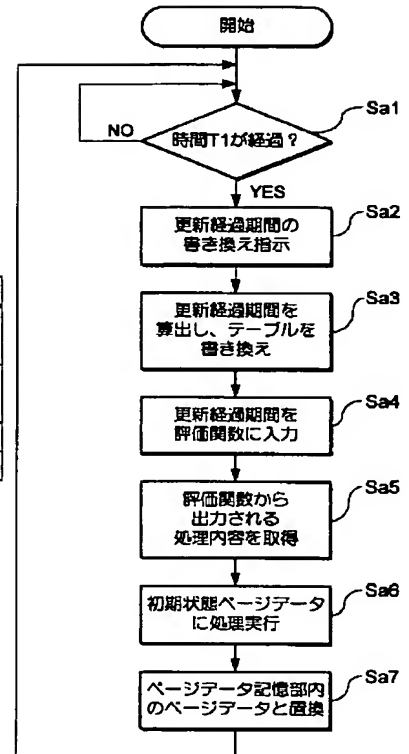 開始
Sa1
時間T1が経過？
NO
YES
Sa2
更新経過期間の
書き換え指示
Sa3
更新経過期間を
算出し、テーブルを
書き換え
Sa4
更新経過期間を
評価関数に入力
Sa5
評価関数から
出力される
処理内容を取得
Sa6
初期状態ページデータ
に処理実行
Sa7
ページデータ記憶部内
のページデータと置換